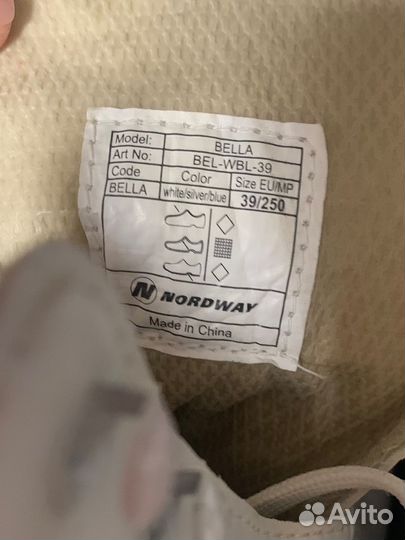 Model: BELLA
Art No: BEL-WBL-39
Code Color Size EU/MP
BELLA white/silver/blue 39/250
N NORDWAY
Made in China
Avito